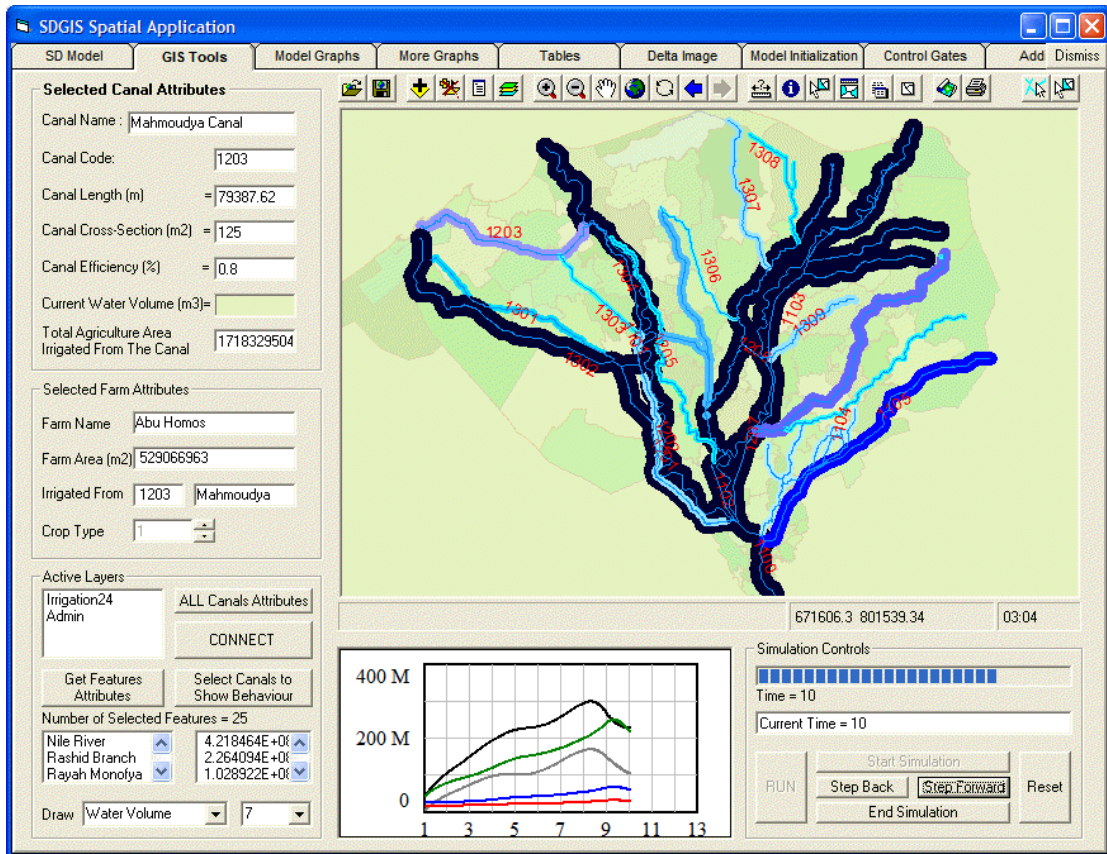 SDGIS Spatial Application
SD Model
GIS Tools
Model Graphs
More Graphs
Tables
Delta Image
Model Initialization
Control Gates
Add
Dismiss
Selected Canal Attributes
Canal Name : Mahmoudya Canal
Canal Code: 1203
Canal Length (m) = 79387.62
Canal Cross-Section (m2) = 125
Canal Efficiency (%) = 0.8
Current Water Volume (m3)=
Total Agriculture Area
Irrigated From The Canal 1718329504
Selected Farm Attributes
Farm Name Abu Homos
Farm Area (m2) 529066963
Irrigated From 1203 Mahmoudya
Crop Type 1
Active Layers
Irrigation24
Admin
ALL Canals Attributes
CONNECT
Get Features
Attributes
Select Canals to
Show Behaviour
Number of Selected Features = 25
Nile River
Rashid Branch
Rayah Monofya
4.218464E+08
2.264094E+08
1.028922E+08
Draw Water Volume 7
1308
1307
1203
1306
1301
1303
1302
1103
1309
1104
1105
1100
671606.3 801539.34
03:04
400 M
200 M
0
1 3 5 7 9 11 13
Simulation Controls
Time = 10
Current Time = 10
RUN
Start Simulation
Step Back
Step Forward
End Simulation
Reset